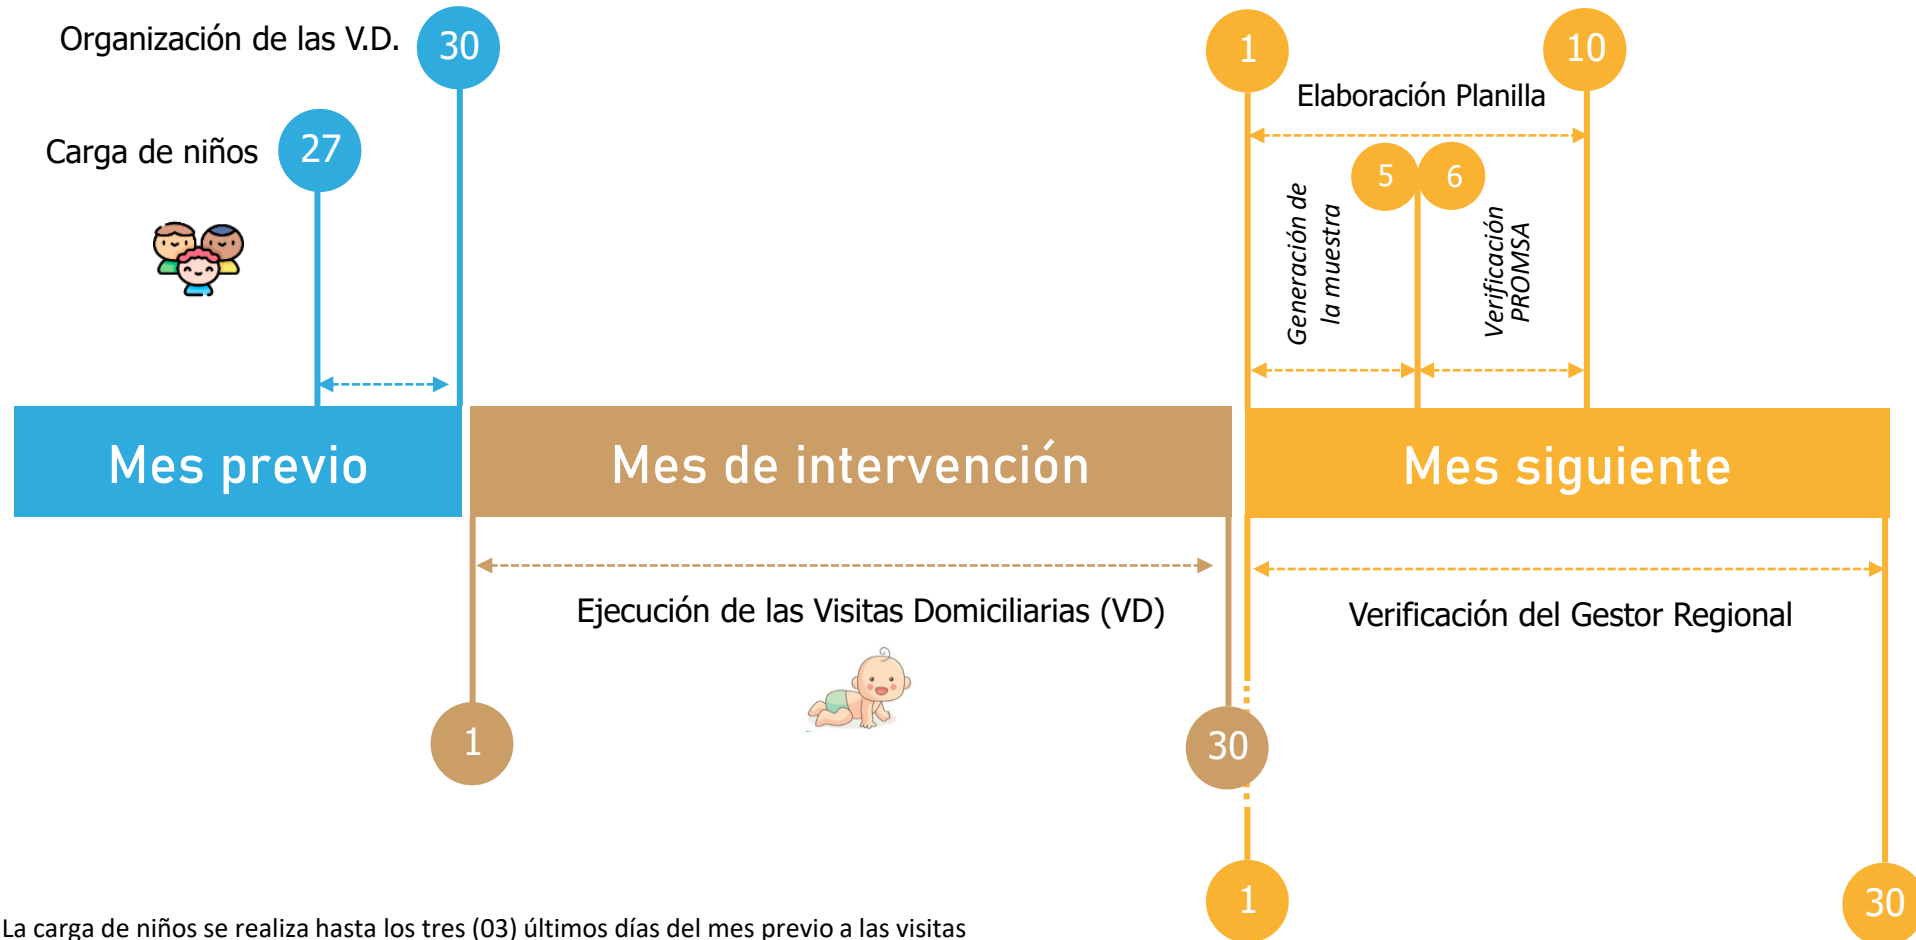 Organización de las V.D.
30
Carga de niños
27
1
10
Elaboración Planilla
5
6
Generación de
la muestra
Verificación
PROMSA
Mes previo
Mes de intervención
Mes siguiente
Ejecución de las Visitas Domiciliarias (VD)
Verificación del Gestor Regional
1
30
1
30
La carga de niños se realiza hasta los tres (03) últimos días del mes previo a las visitas